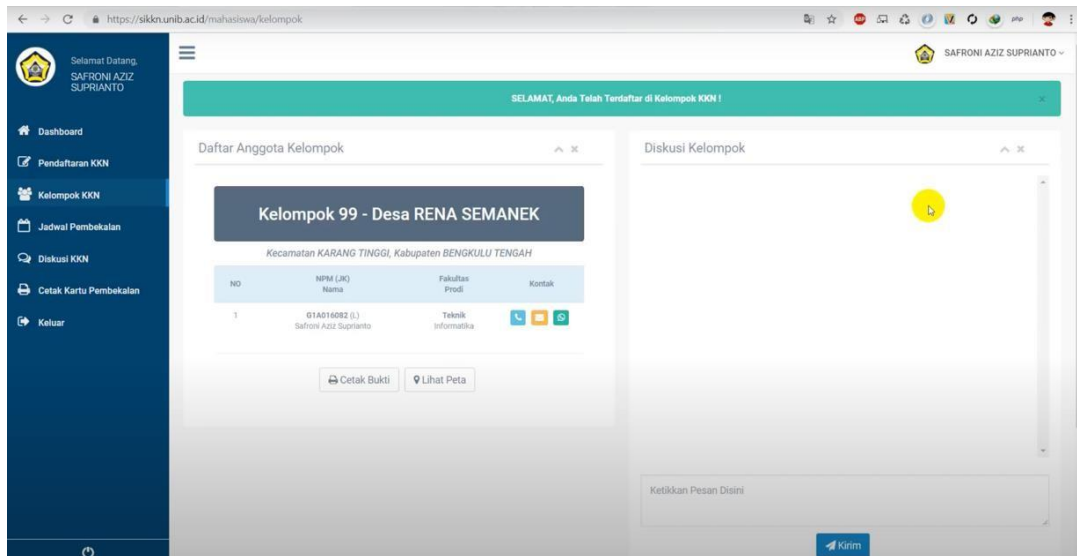 https://sikkn.unib.ac.id/mahasiswa/kelompok
ABP
php
Selamat Datang,
SAFRONI AZIZ
SUPRIANTO
SAFRONI AZIZ SUPRIANTO
SELAMAT, Anda Telah Terdaftar di Kelompok KKN !
Dashboard
Pendaftaran KKN
Kelompok KKN
Jadwal Pembekalan
Diskusi KKN
Cetak Kartu Pembekalan
Keluar
Daftar Anggota Kelompok
Kelompok 99 - Desa RENA SEMANEK
Kecamatan KARANG TINGGI, Kabupaten BENGKULU TENGAH
NO NPM (JK) Fakultas Kontak
Nama Prodi
1 G1A016082 (L) Teknik
Safroni Aziz Suprianto Informatika
Cetak Bukti Lihat Peta
Diskusi Kelompok
Ketikkan Pesan Disini
Kirim